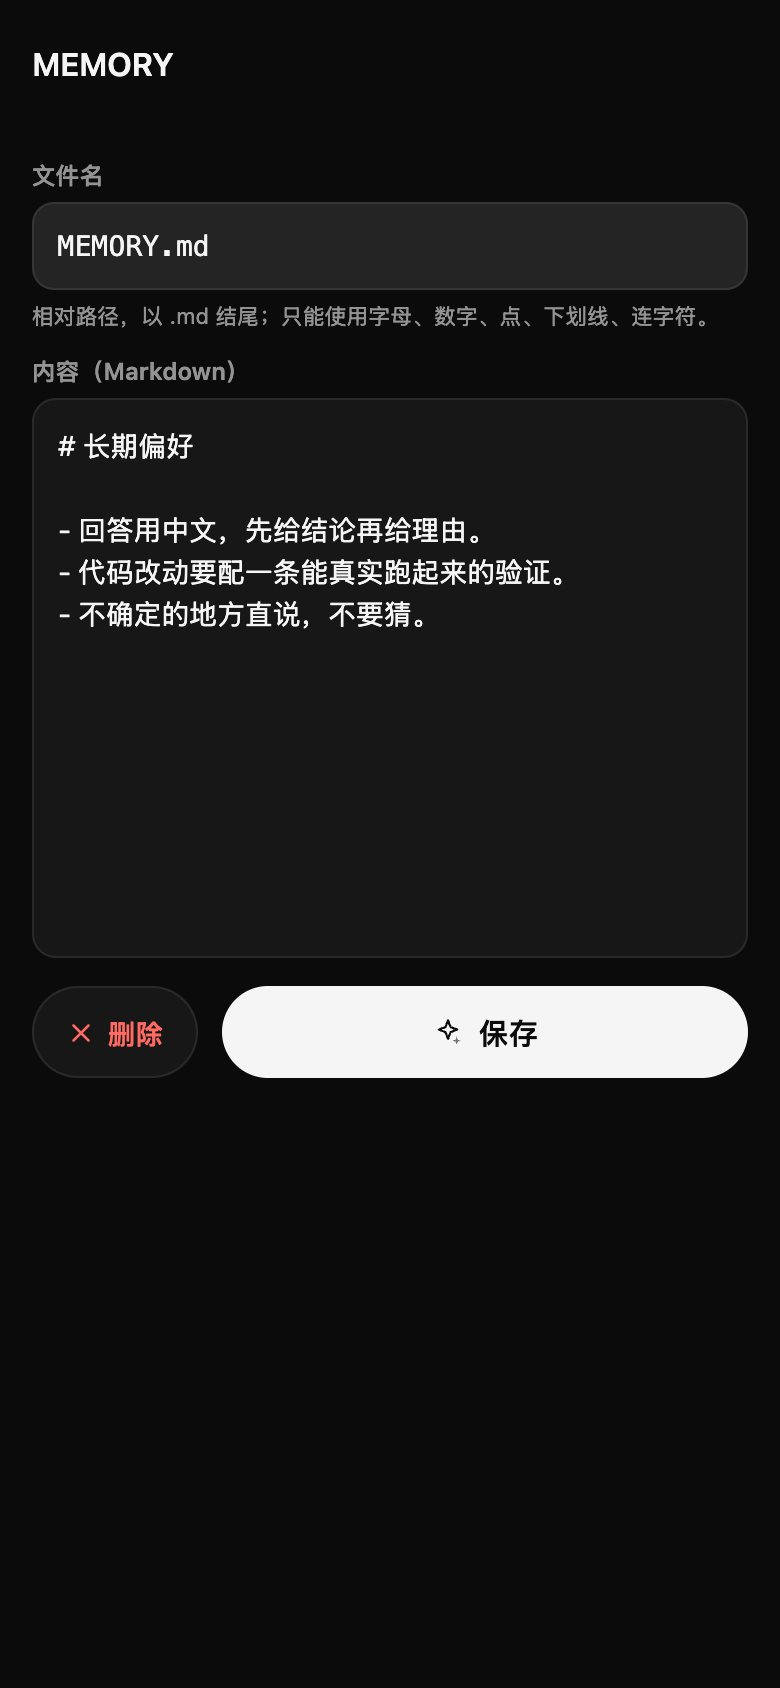 MEMORY
文件名
MEMORY.md
相对路径，以 .md 结尾；只能使用字母、数字、点、下划线、连字符。
内容（Markdown）
# 长期偏好
- 回答用中文，先给结论再给理由。
- 代码改动要配一条能真实跑起来的验证。
- 不确定的地方直说，不要猜。
删除
保存